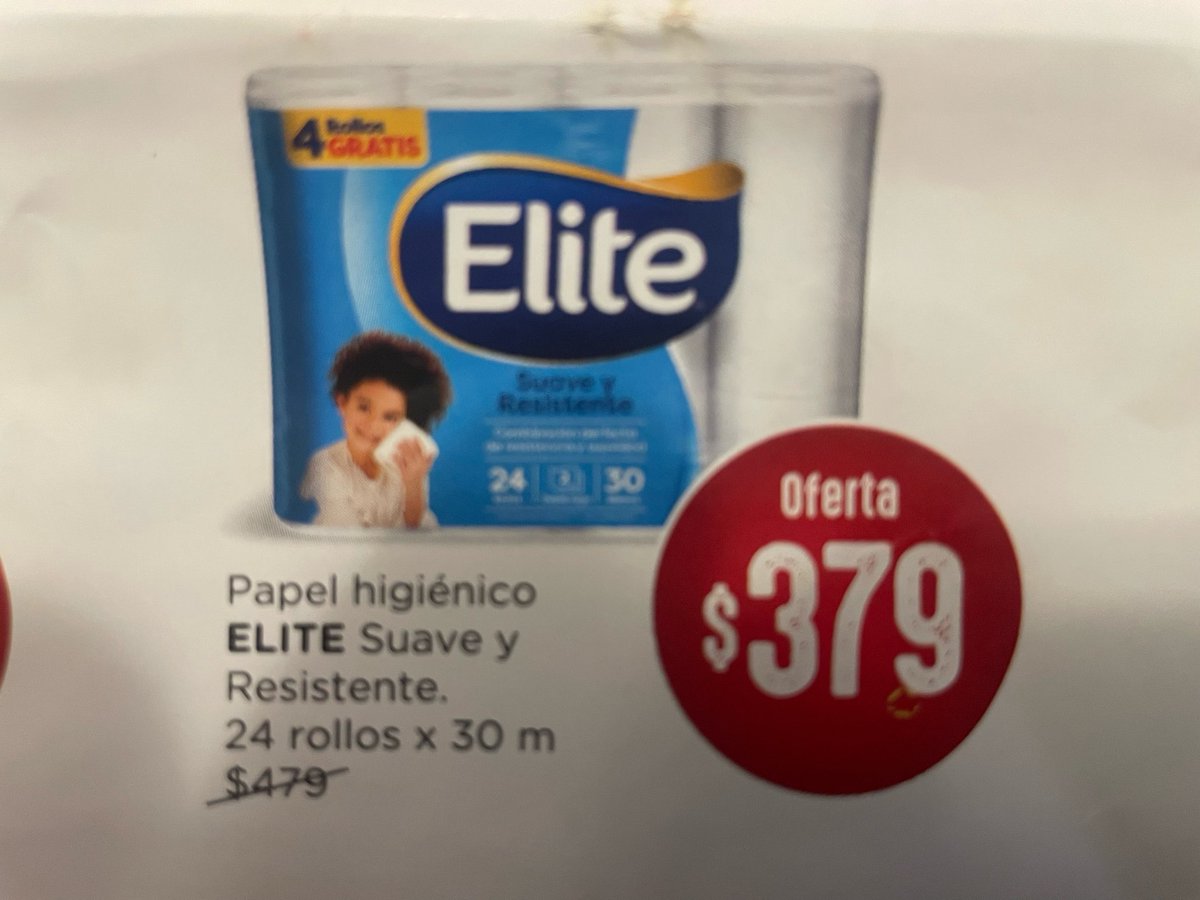 4 Rollos
GRATIS
Elite
Suave y
Resistente
24
30
Oferta
$379
Papel higiénico
ELITE Suave y
Resistente.
24 rollos x 30 m
$479